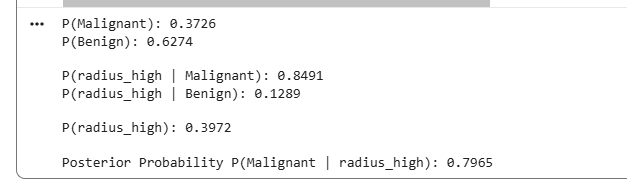 P(Malignant): 0.3726
P(Benign): 0.6274
P(radius_high | Malignant): 0.8491
P(radius_high | Benign): 0.1289
P(radius_high): 0.3972
Posterior Probability P(Malignant | radius_high): 0.7965